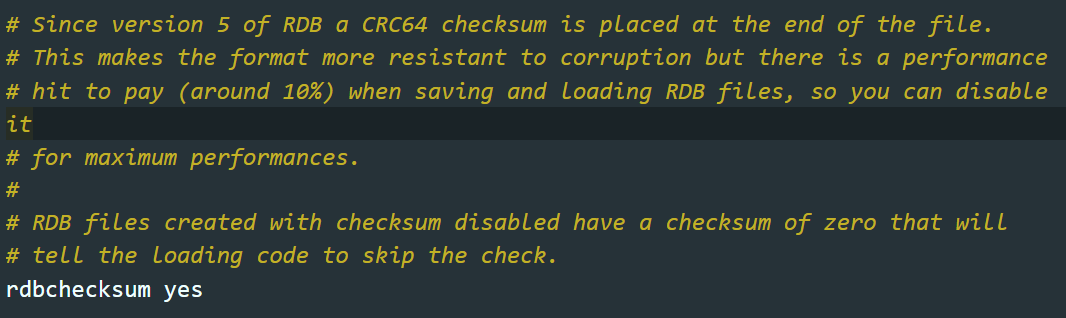 # Since version 5 of RDB a CRC64 checksum is placed at the end of the file.
# This makes the format more resistant to corruption but there is a performance
# hit to pay (around 10%) when saving and loading RDB files, so you can disable
it
# for maximum performances.
#
# RDB files created with checksum disabled have a checksum of zero that will
# tell the loading code to skip the check.
rdbchecksum yes